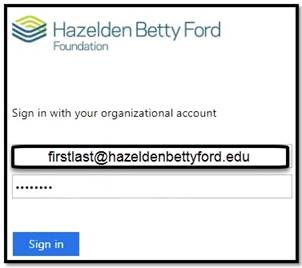 Hazelden Betty Ford
Foundation
Sign in with your organizational account
firstlast@hazeldenbettyford.edu
••••••••
Sign in